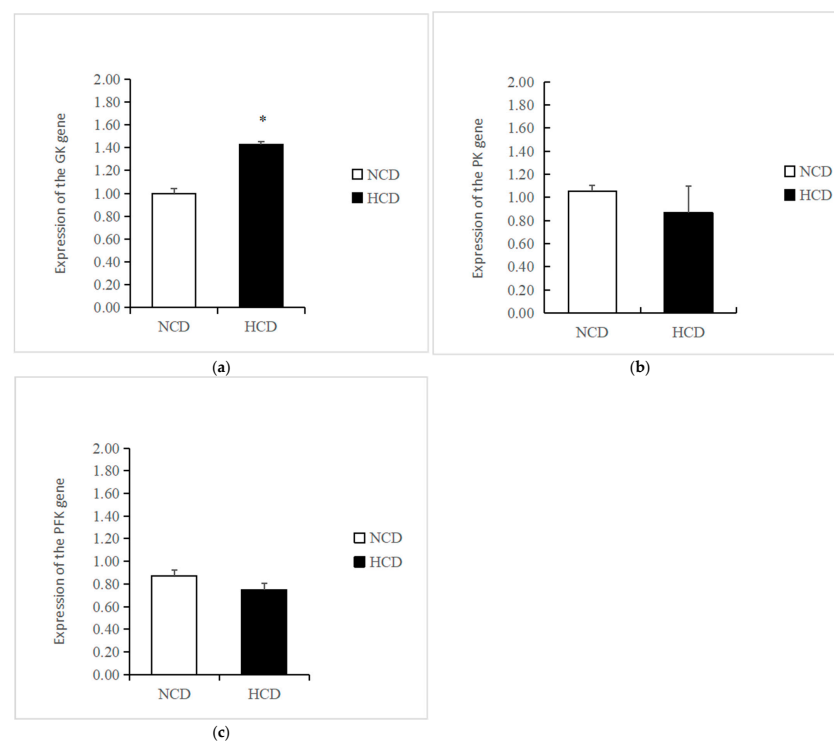 Expression of the GK gene
2.00
1.80
1.60
1.40
1.20
1.00
0.80
0.60
0.40
0.20
0.00
*
NCD
HCD
NCD
HCD
(a)
Expression of the PK gene
2.00
1.80
1.60
1.40
1.20
1.00
0.80
0.60
0.40
0.20
0.00
NCD
HCD
NCD
HCD
(b)
Expression of the PFK gene
2.00
1.80
1.60
1.40
1.20
1.00
0.80
0.60
0.40
0.20
0.00
NCD
HCD
NCD
HCD
(c)